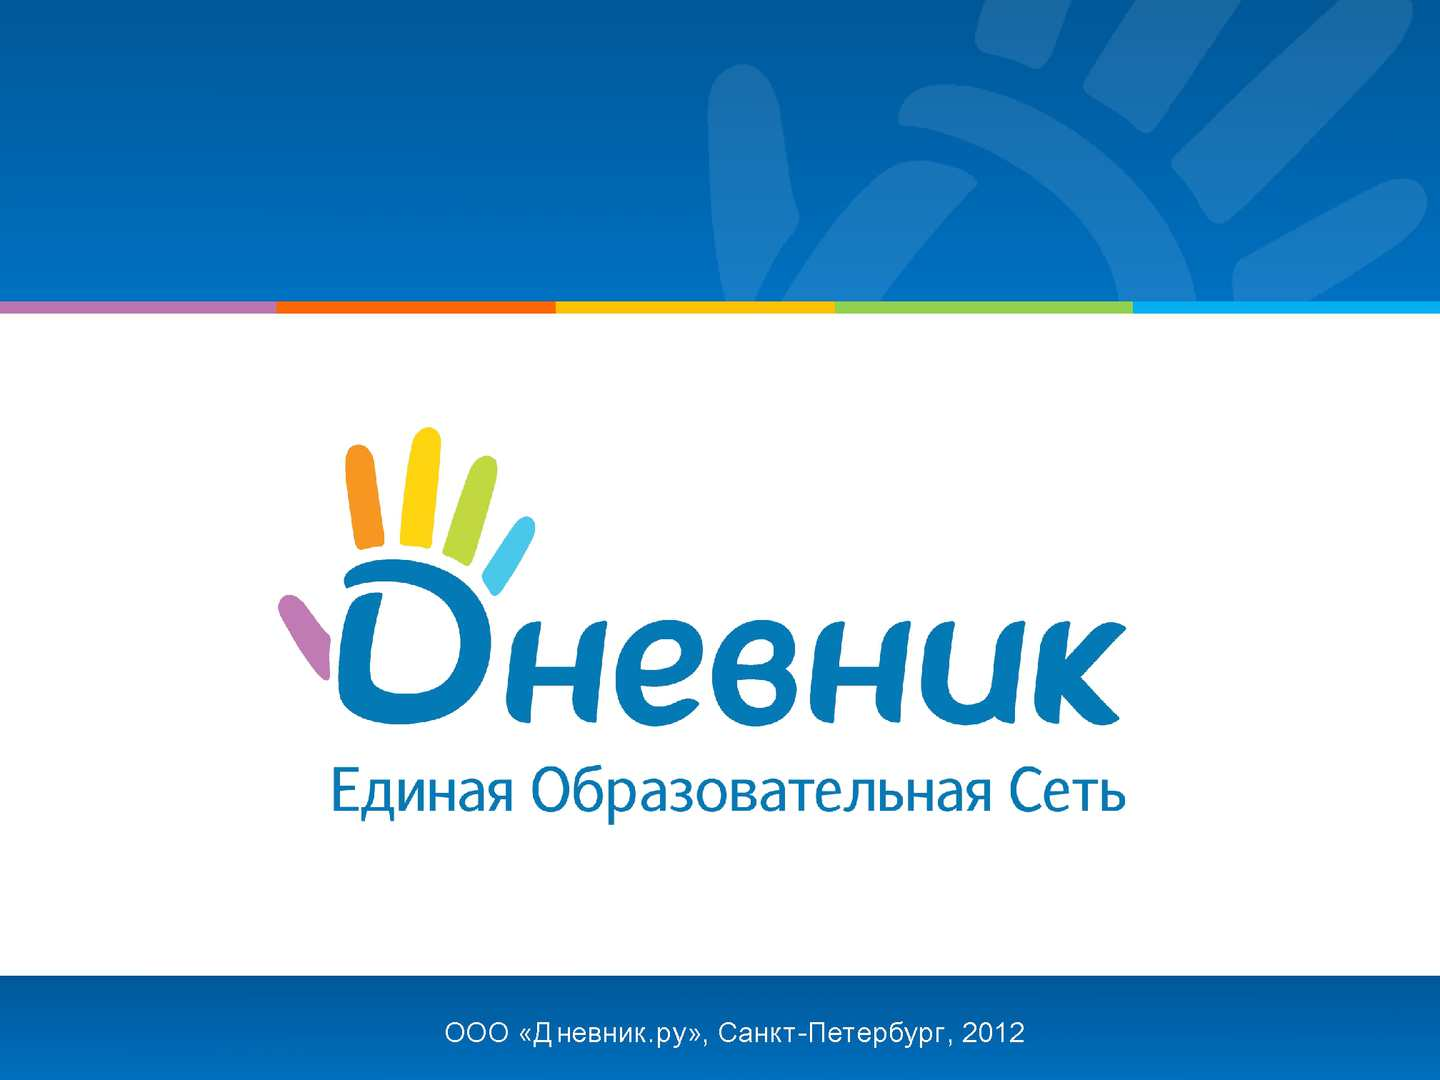 Дневник
Единая Образовательная Сеть
ООО «Дневник.ру», Санкт-Петербург, 2012